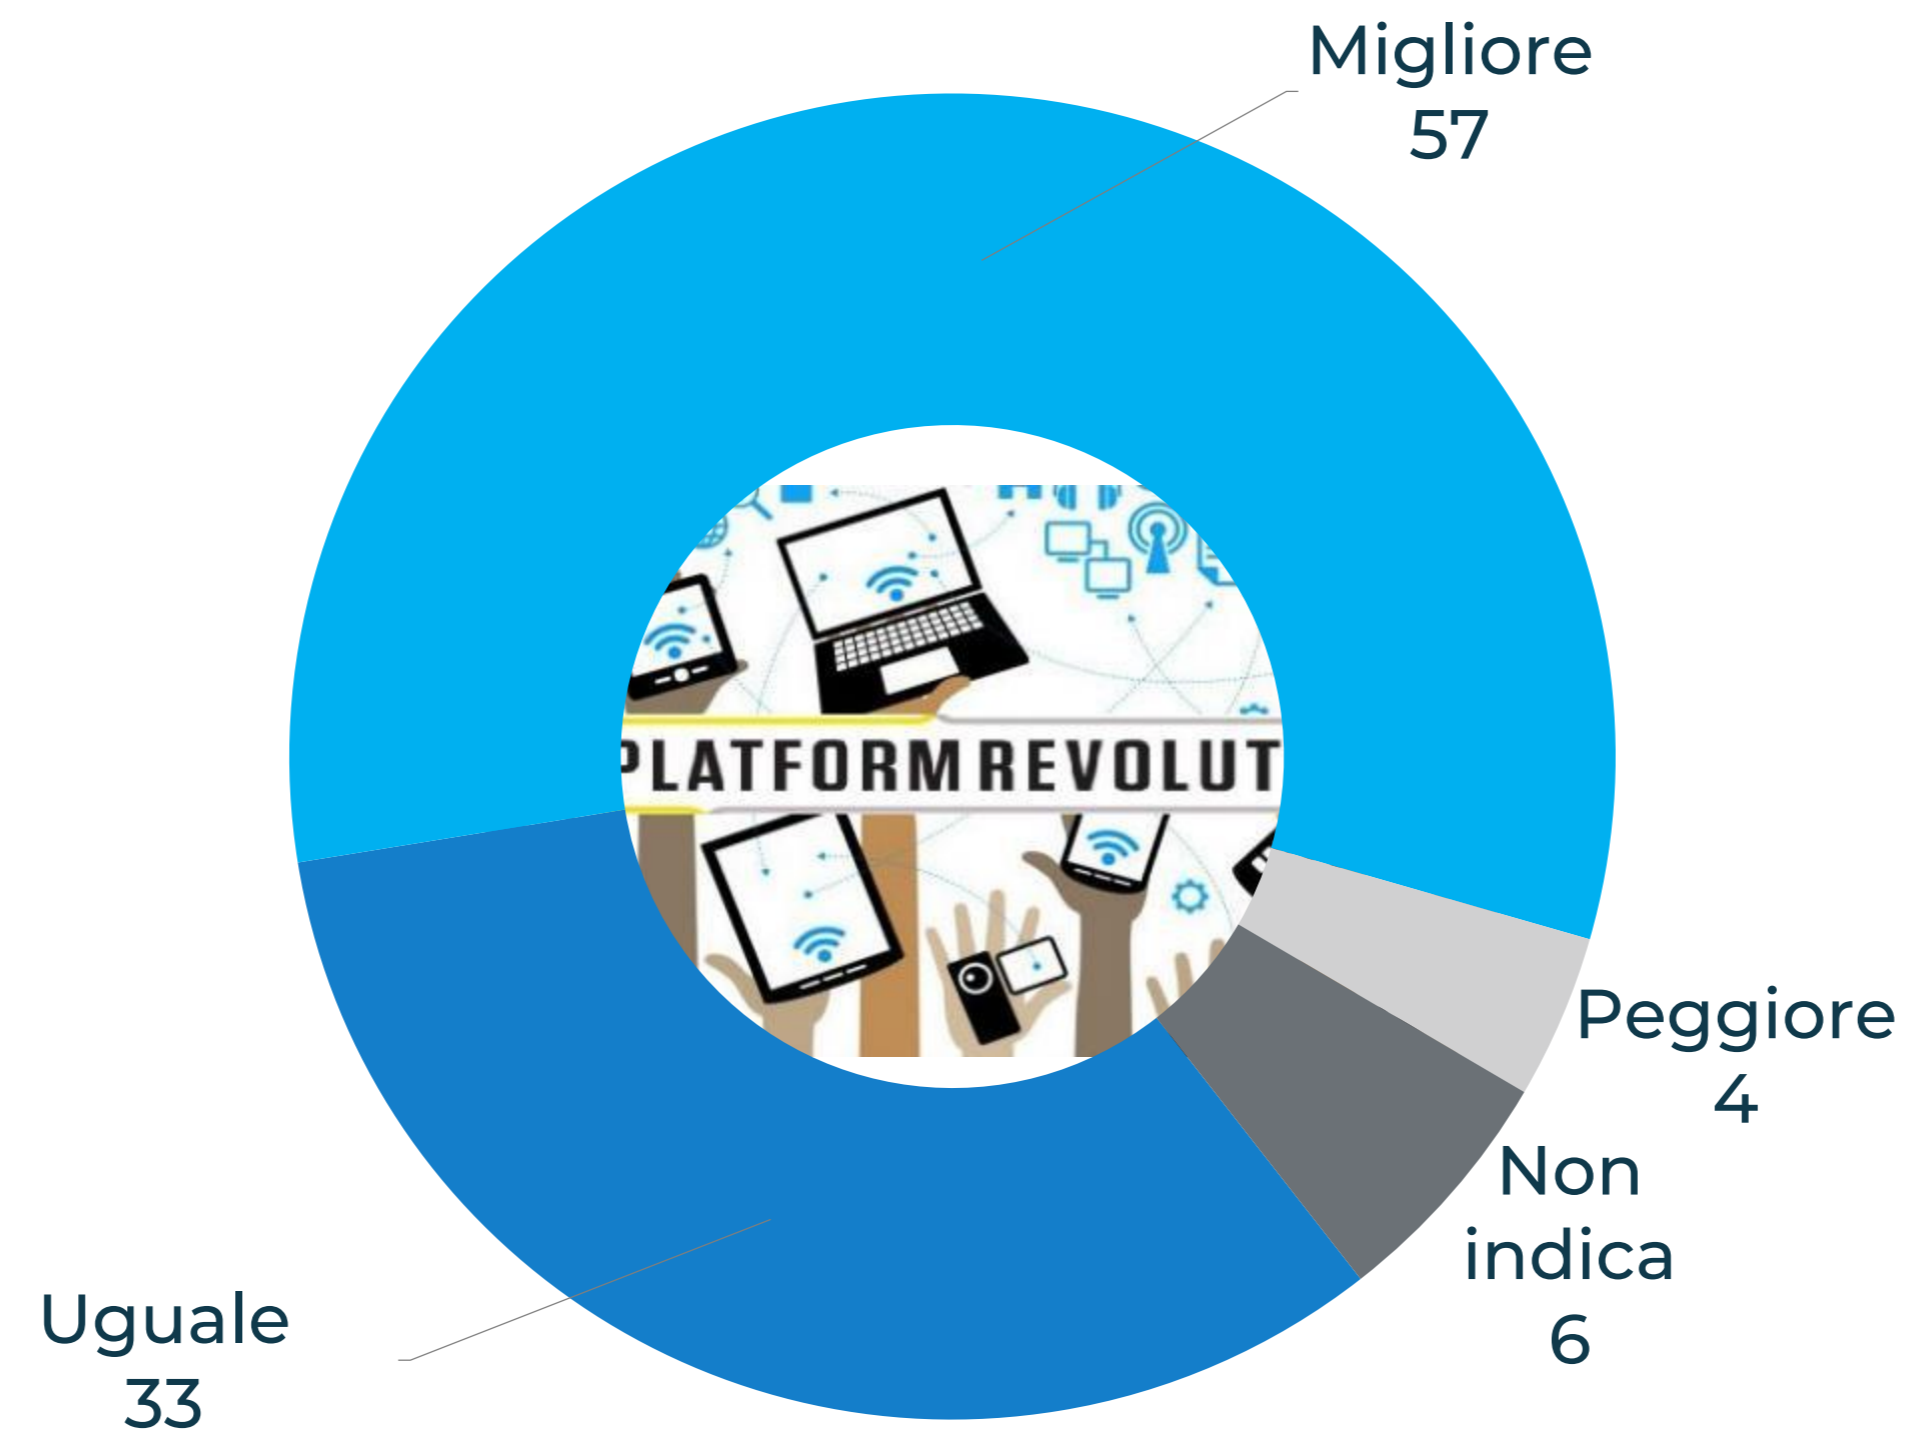 Migliore
57
PLATFORM REVOLUT
Peggiore
4
Non
indica
6
Uguale
33